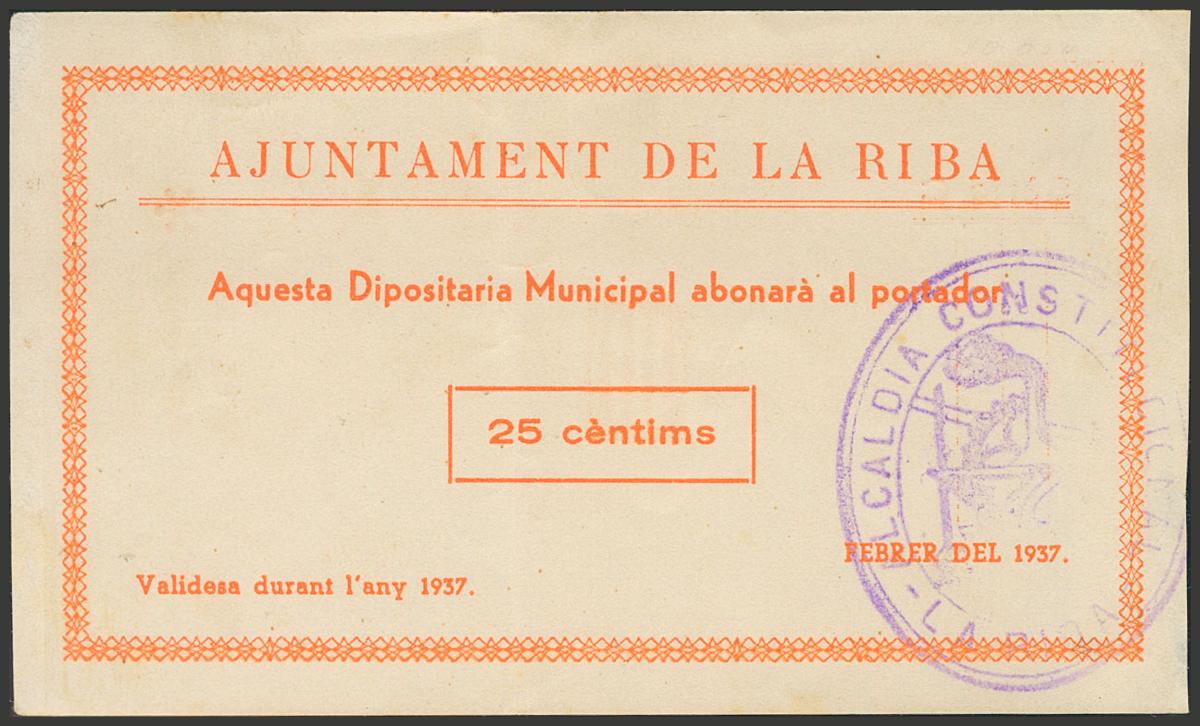 AJUNTAMENT DE LA RIBA
Aquesta Dipositaria Municipal abonarà al portador
25 cèntims
FEBRER DEL 1937.
Validesa durant l'any 1937.
ALCALDIA
LA RIBA